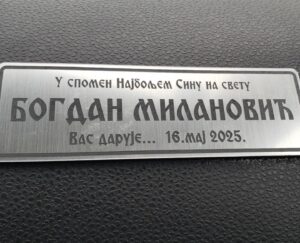 У спомен Најбољем Сину на свету
БОГДАН МИЛАНОВИЋ
Вас дарује... 16.мај 2025.